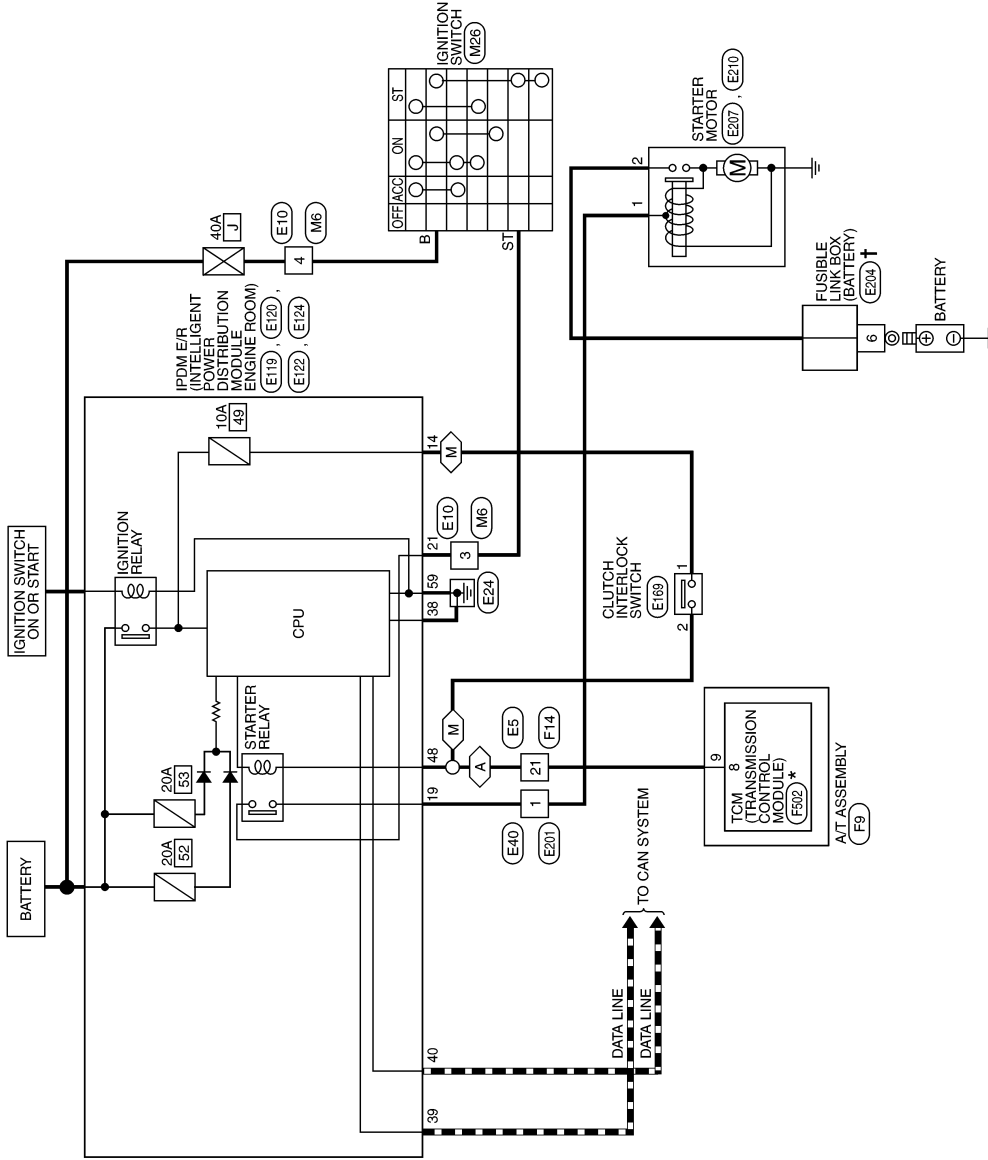 BATTERY
IGNITION SWITCH
ON OR START
40A
J
E10
M6
4
IGNITION
SWITCH
M26
OFF
ACC
ON
ST
B
ST
IPDM E/R
(INTELLIGENT
POWER
DISTRIBUTION
MODULE
ENGINE ROOM)
E119 , E120 ,
E122 , E124
20A
52
20A
53
STARTER
RELAY
IGNITION
RELAY
10A
49
CPU
39
40
19
48
38
59
21
14
E24
3
E10
M6
M
M
A
E40
1
E201
E5
21
F14
CLUTCH
INTERLOCK
SWITCH
E169
2
1
STARTER
MOTOR
E207 , E210
1
2
M
FUSIBLE
LINK BOX
(BATTERY)
E204 †
6
BATTERY
+
−
DATA LINE
DATA LINE
TO CAN SYSTEM
9
8
TCM
(TRANSMISSION
CONTROL
MODULE)
F502 *
A/T ASSEMBLY
F9